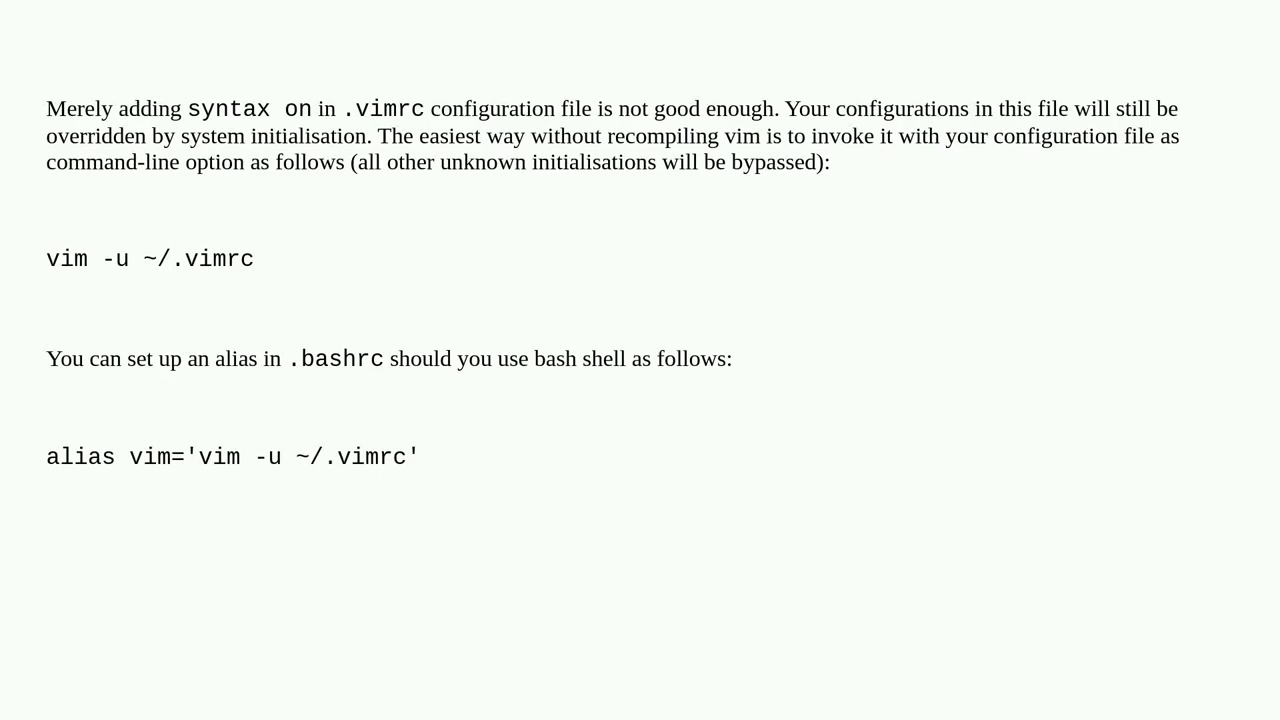 Merely adding syntax on in .vimrc configuration file is not good enough. Your configurations in this file will still be
overridden by system initialisation. The easiest way without recompiling vim is to invoke it with your configuration file as
command-line option as follows (all other unknown initialisations will be bypassed):
vim -u ~/.vimrc
You can set up an alias in .bashrc should you use bash shell as follows:
alias vim='vim -u ~/.vimrc'